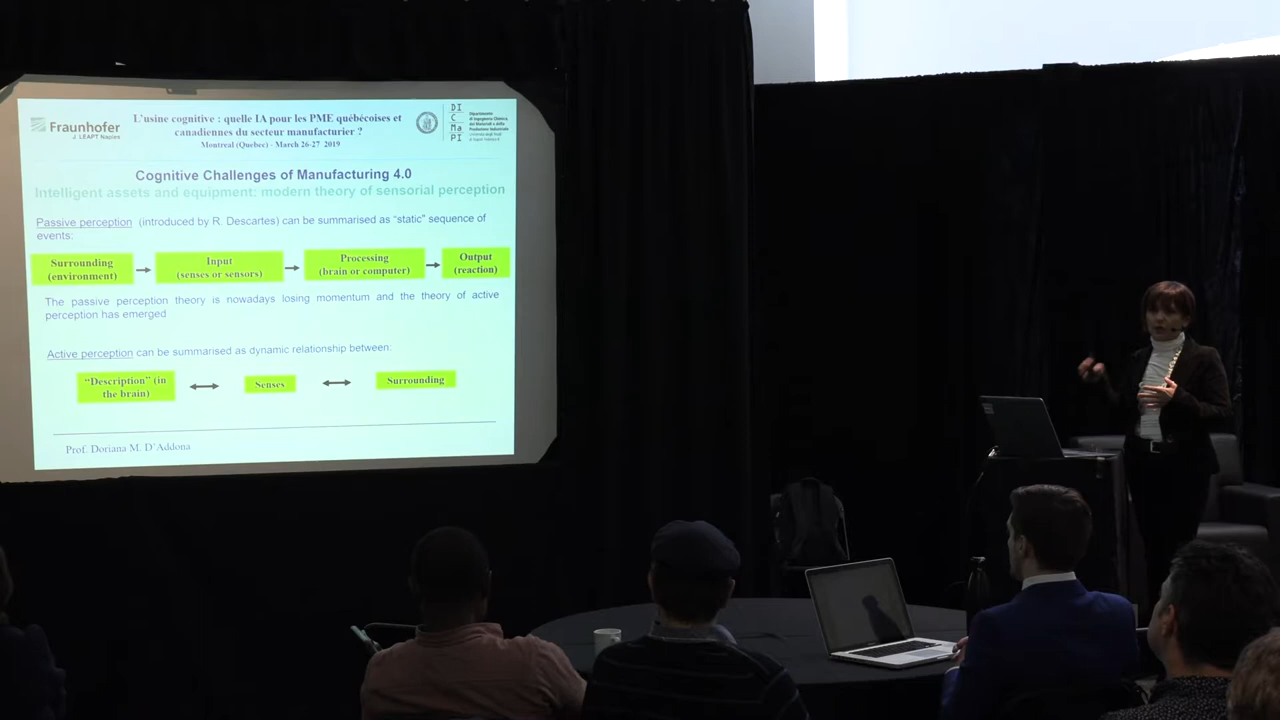 Fraunhofer
J. LEAPT Naples
L'usine cognitive : quelle IA pour les PME québécoises et
canadiennes du secteur manufacturier ?
Montreal (Quebec) - March 26-27 2019
DI
C
Ma
PI
Cognitive Challenges of Manufacturing 4.0
Intelligent assets and equipment: modern theory of sensorial perception
Passive perception (introduced by R. Descartes) can be summarised as "static" sequence of
events:
Surrounding
(environment)
Input
(senses or sensors)
Processing
(brain or computer)
Output
(reaction)
The passive perception theory is nowadays losing momentum and the theory of active
perception has emerged
Active perception can be summarised as dynamic relationship between:
"Description" (in
the brain)
Senses
Surrounding
Prof. Doriana M. D'Addona